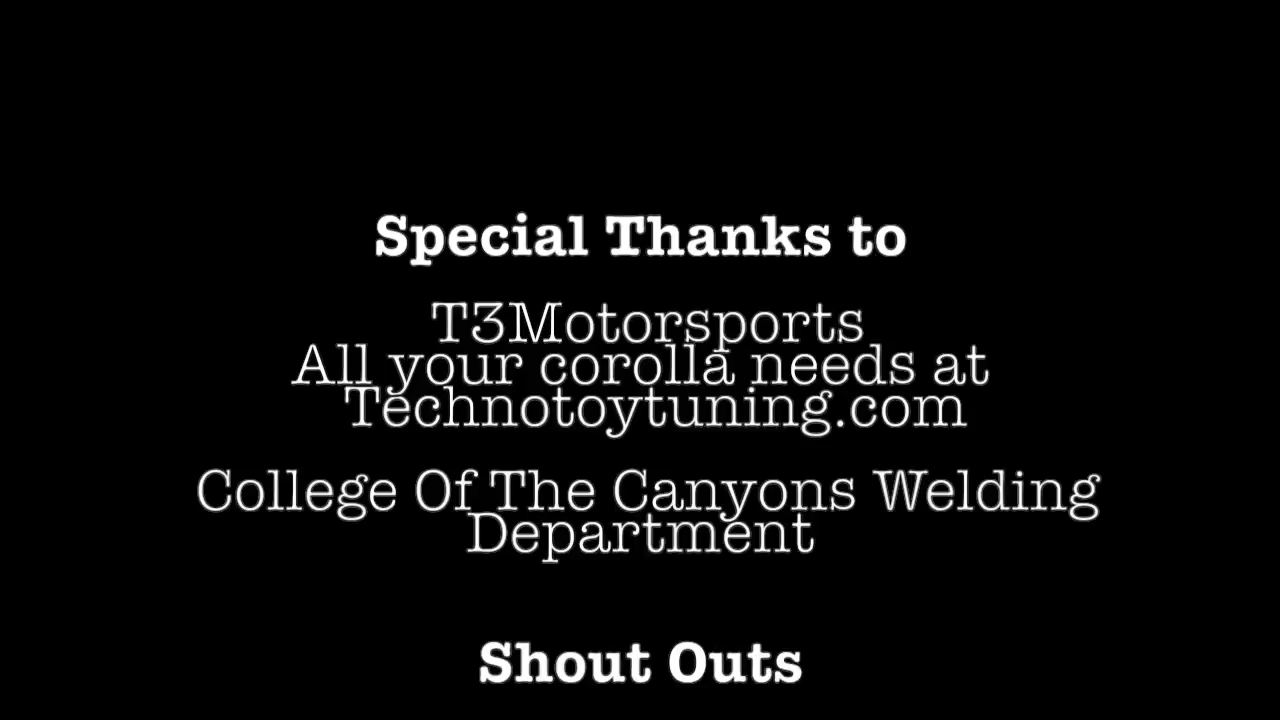 Special Thanks to
T3Motorsports
All your corolla needs at
Technotoytuning.com
College Of The Canyons Welding
Department
Shout Outs